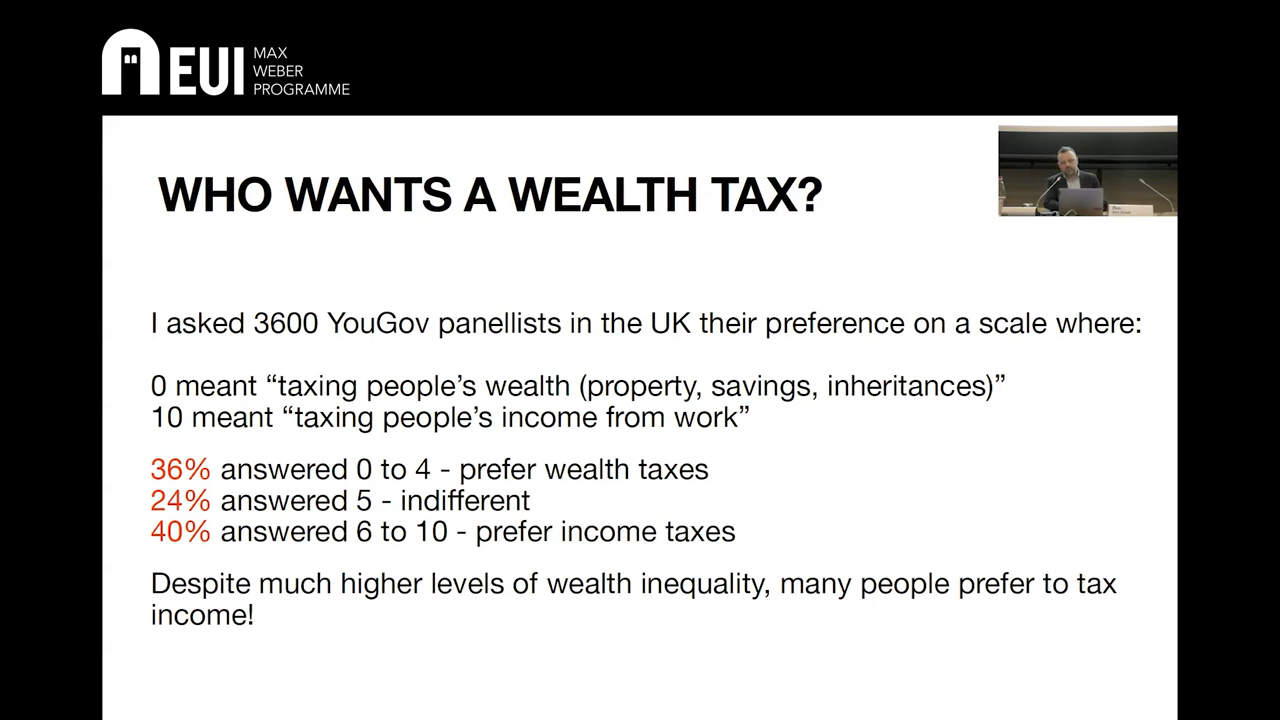 EUI
MAX
WEBER
PROGRAMME
WHO WANTS A WEALTH TAX?
I asked 3600 YouGov panellists in the UK their preference on a scale where:
0 meant “taxing people’s wealth (property, savings, inheritances)”
10 meant “taxing people’s income from work”
36% answered 0 to 4 - prefer wealth taxes
24% answered 5 - indifferent
40% answered 6 to 10 - prefer income taxes
Despite much higher levels of wealth inequality, many people prefer to tax
income!